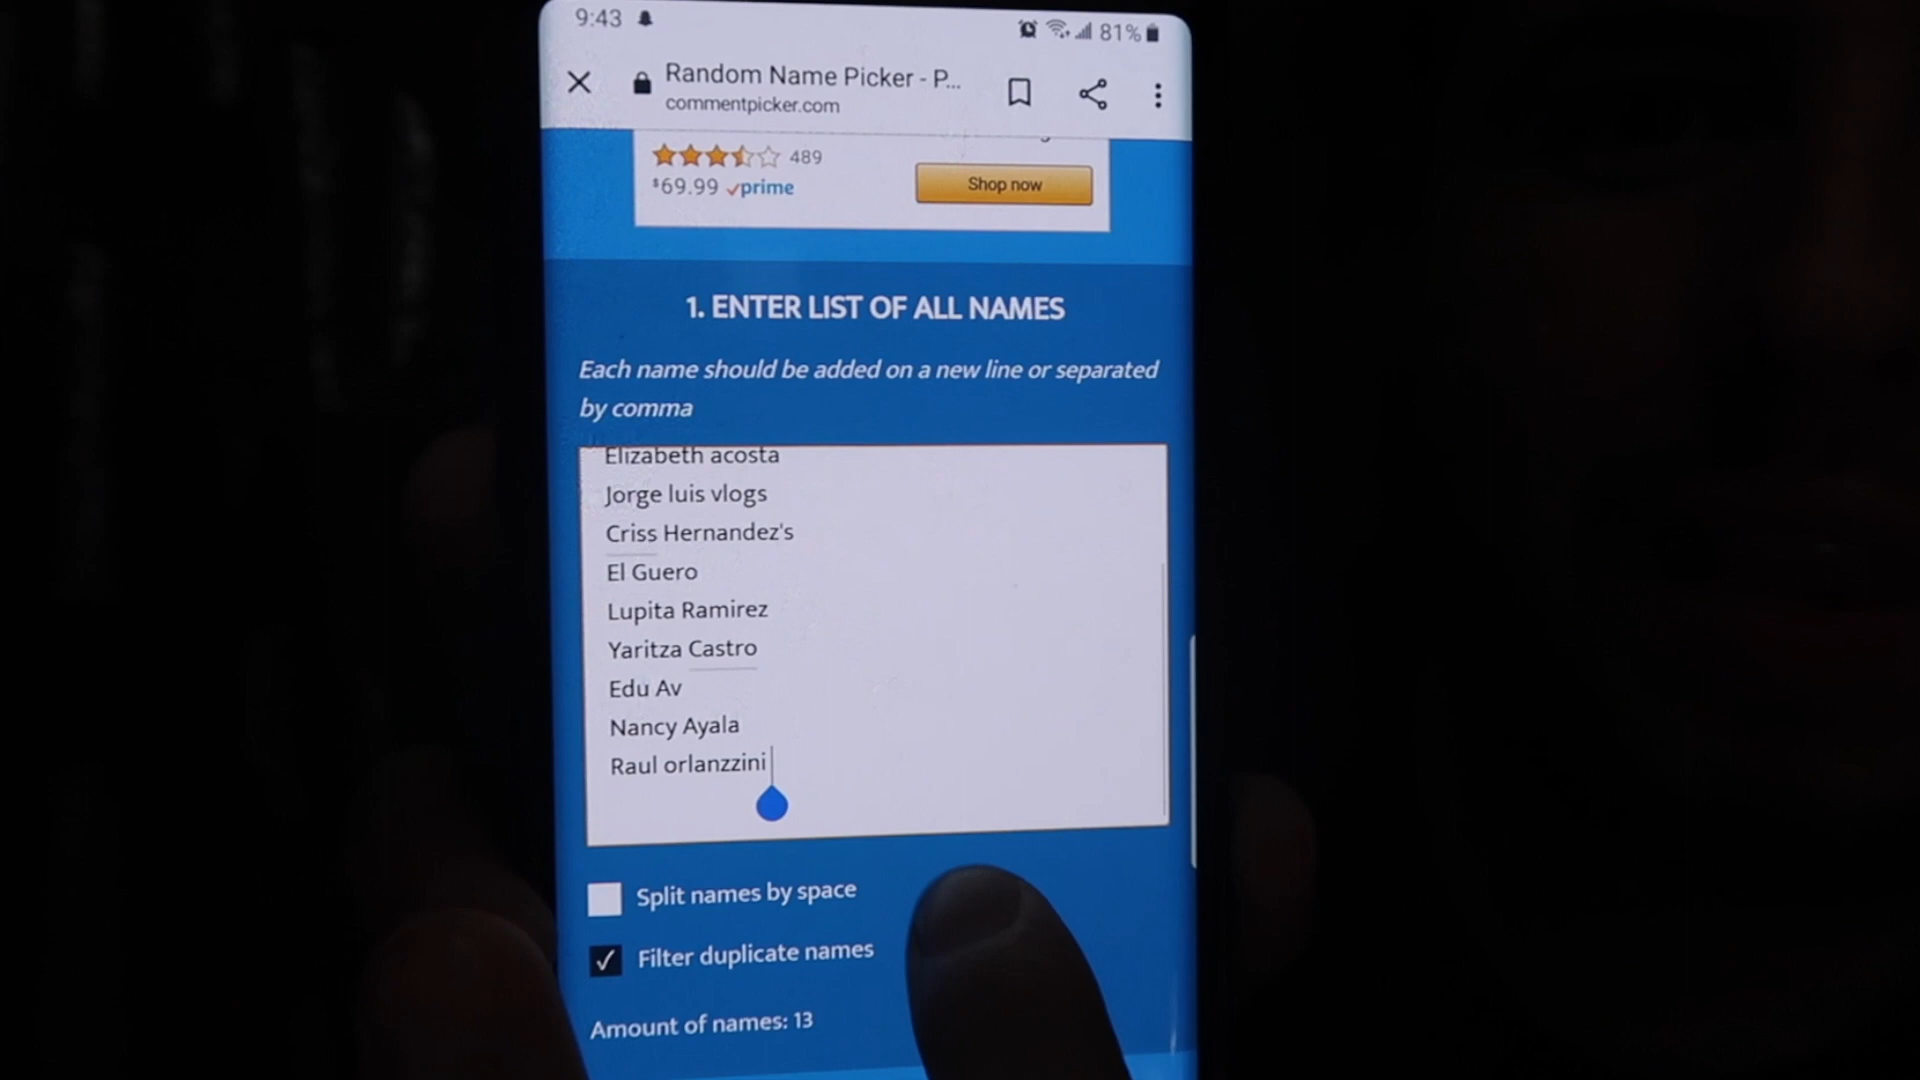 9:43
81%
Random Name Picker - P...
commentpicker.com
489
$69.99 prime
Shop now
1. ENTER LIST OF ALL NAMES
Each name should be added on a new line or separated
by comma
Elizabeth acosta
Jorge luis vlogs
Criss Hernandez's
El Guero
Lupita Ramirez
Yaritza Castro
Edu Av
Nancy Ayala
Raul orlanzzini
Split names by space
Filter duplicate names
Amount of names: 13